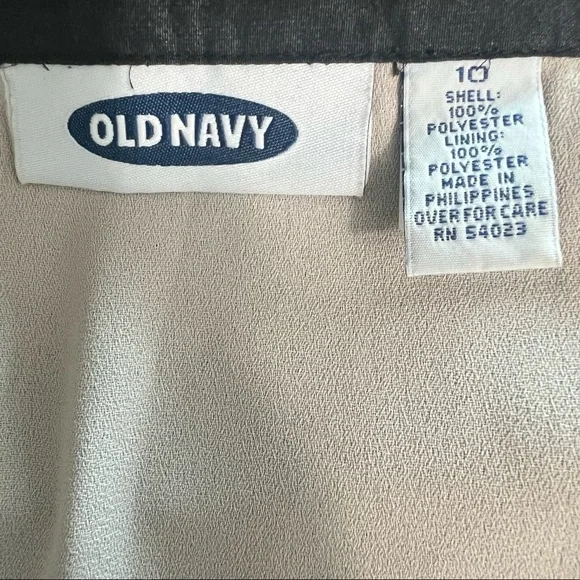 OLD NAVY
10
SHELL:
100%
POLYESTER
LINING:
100%
POLYESTER
MADE IN
PHILIPPINES
OVER FOR CARE
RN 54023